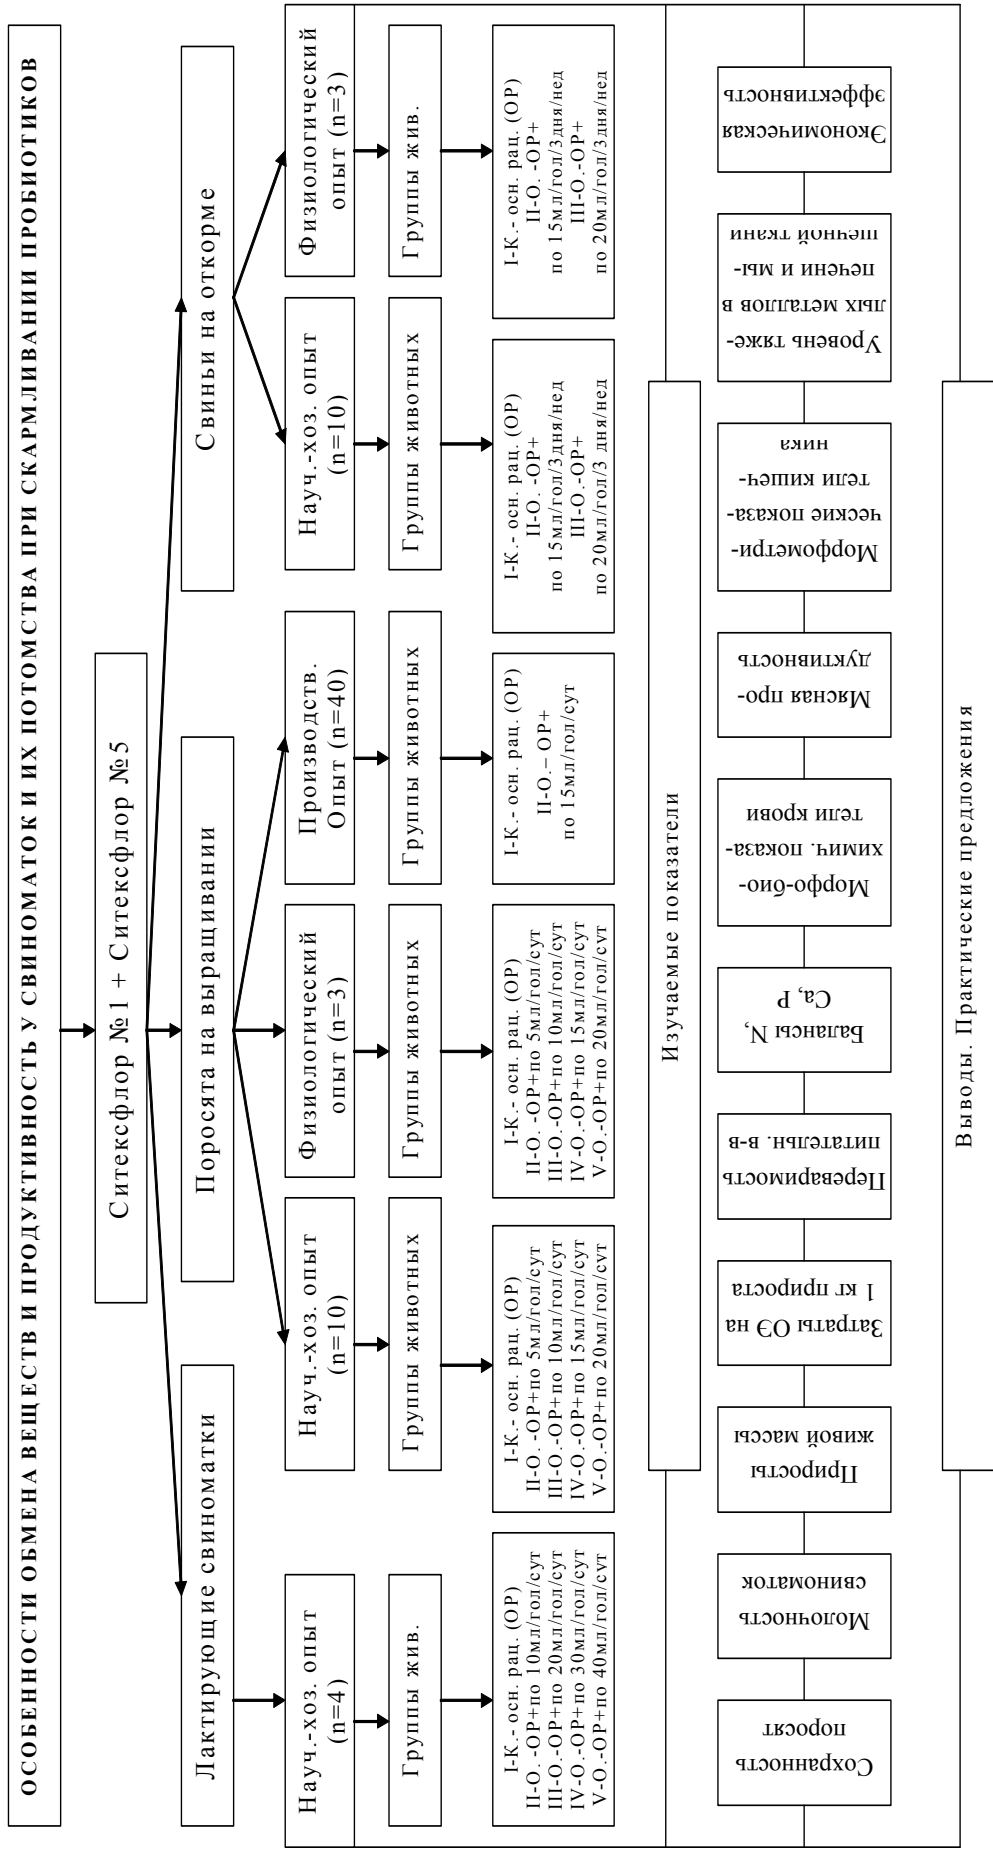 ОСОБЕННОСТИ ОБМЕНА ВЕЩЕСТВ И ПРОДУКТИВНОСТЬ У СВИНОМАТОК И ИХ ПОТОМСТВА ПРИ СКАРМЛИВАНИИ ПРОБИОТИКОВ
Ситексфлор №1 + Ситексфлор №5
Лактирующие свиноматки
Поросята на выращивании
Свиньи на откорме
Науч.-хоз. опыт
(n=4)
Науч.-хоз. опыт
(n=10)
Физиологический
опыт (n=3)
Производств.
Опыт (n=40)
Науч.-хоз. опыт
(n=10)
Физиологический
опыт (n=3)
Группы жив.
Группы животных
Группы животных
Группы животных
Группы животных
Группы жив.
I-К.- осн. рац. (ОР)
II-О. -ОР+по 10мл/гол/сут
III-О.-ОР+по 20мл/гол/сут
IV-О.-ОР+по 30мл/гол/сут
V-О.-ОР+по 40мл/гол/сут
I-К.- осн. рац. (ОР)
II-О. -ОР+по 5мл/гол/сут
III-О.-ОР+по 10мл/гол/сут
IV-О.-ОР+по 15мл/гол/сут
V-О.-ОР+по 20мл/гол/сут
I-К.- осн. рац. (ОР)
II-О. -ОР+по 5мл/гол/сут
III-О.-ОР+по 10мл/гол/сут
IV-О.-ОР+по 15мл/гол/сут
V-О.-ОР+по 20мл/гол/сут
I-К.- осн. рац. (ОР)
II-О.– ОР+
по 15мл/гол/сут
I-К.- осн. рац. (ОР)
II-О. -ОР+
по 15мл/гол/3дня/нед
III-О.-ОР+
по 20мл/гол/3 дня/нед
I-К.- осн. рац. (ОР)
II-О. -ОР+
по 15мл/гол/3дня/нед
III-О.-ОР+
по 20мл/гол/3дня/нед
Изучаемые показатели
Сохранность
поросят
Молочность
свиноматок
Приросты
живой массы
Затраты ОЭ на
1 кг прироста
Переваримость
питательн. в-в
Балансы N,
Ca, P
Морфо-био-
химич. показа-
тели крови
Мясная про-
дуктивность
Морфометри-
ческие показа-
тели кишеч-
ника
Уровень тяже-
лых металлов в
печени и мы-
шечной ткани
Экономическая
эффективность
Выводы. Практические предложения